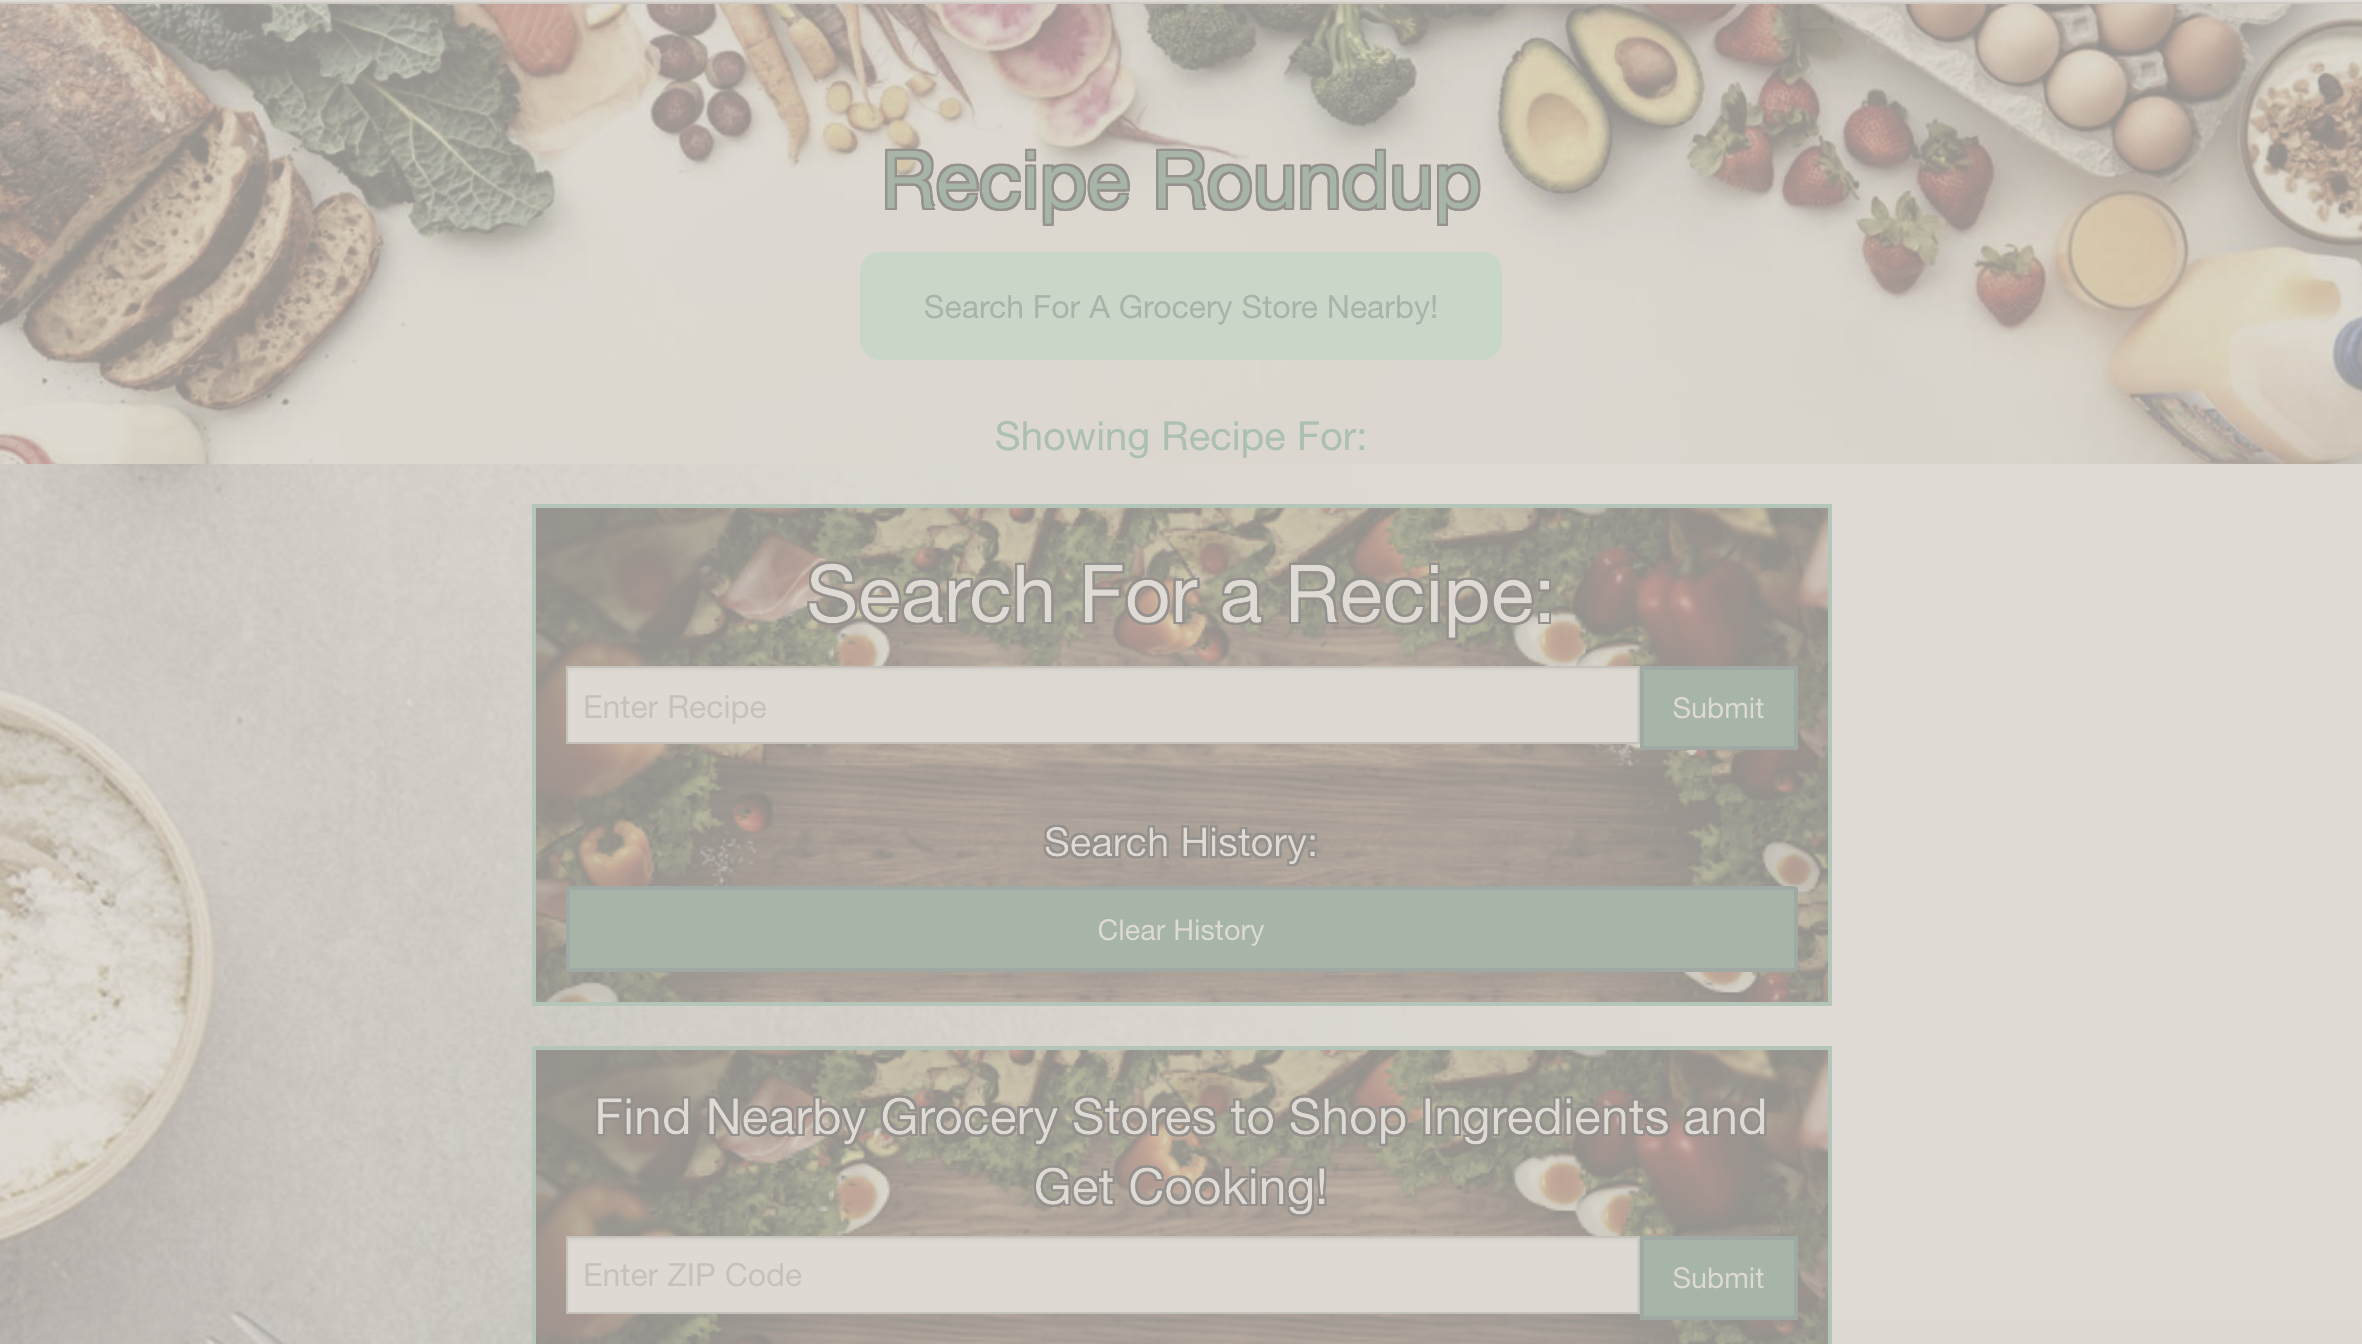 Recipe Roundup
Search For A Grocery Store Nearby!
Showing Recipe For:
Search For a Recipe:
Enter Recipe
Submit
Search History:
Clear History
Find Nearby Grocery Stores to Shop Ingredients and
Get Cooking!
Enter ZIP Code
Submit